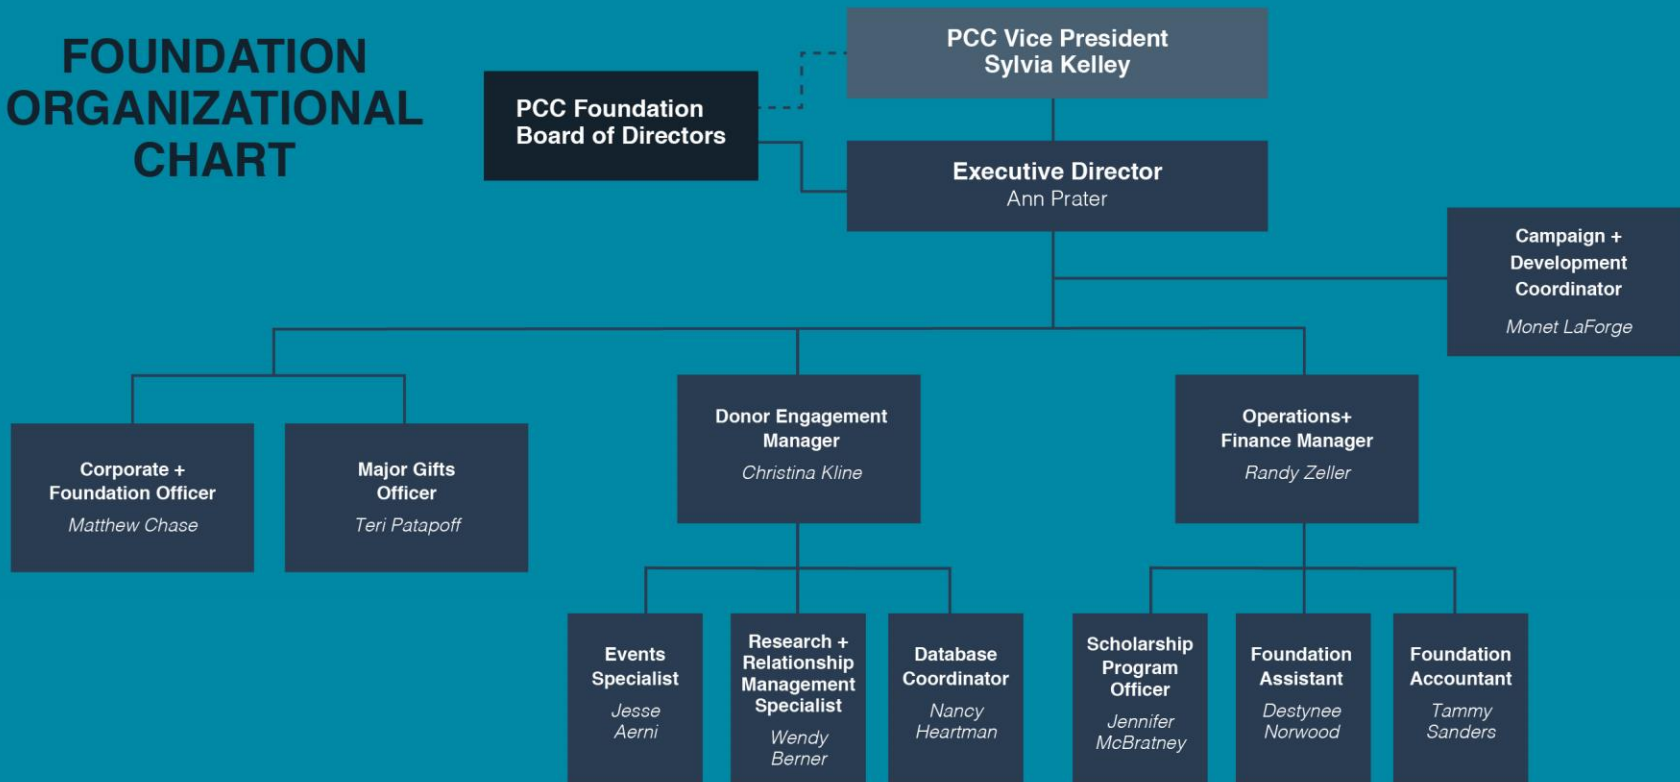 FOUNDATION
ORGANIZATIONAL
CHART
PCC Vice President
Sylvia Kelley
PCC Foundation
Board of Directors
Executive Director
Ann Prater
Campaign +
Development
Coordinator
Monet LaForge
Corporate +
Foundation Officer
Matthew Chase
Major Gifts
Officer
Teri Patapoff
Donor Engagement
Manager
Christina Kline
Operations+
Finance Manager
Randy Zeller
Events
Specialist
Jesse
Aerni
Research +
Relationship
Management
Specialist
Wendy
Berner
Database
Coordinator
Nancy
Heartman
Scholarship
Program
Officer
Jennifer
McBratney
Foundation
Assistant
Destynee
Norwood
Foundation
Accountant
Tammy
Sanders